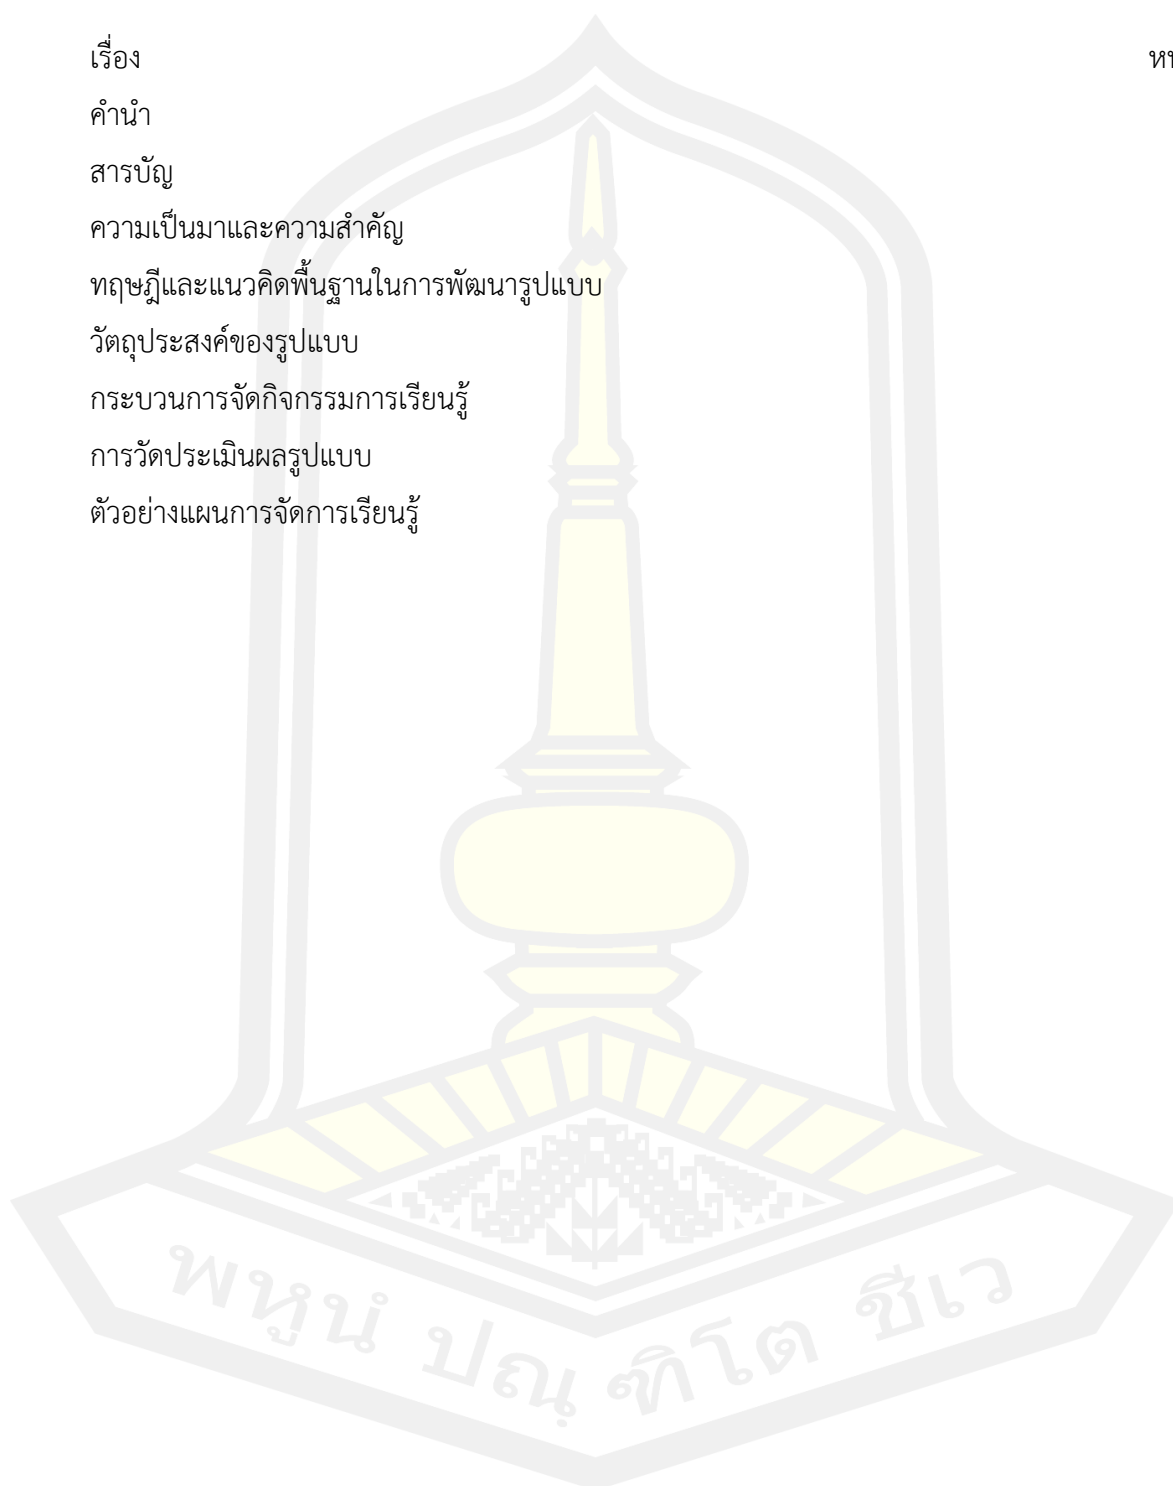 เรื่อง
คำนำ
สารบัญ
ความเป็นมาและความสำคัญ
ทฤษฎีและแนวคิดพื้นฐานในการพัฒนารูปแบบ
วัตถุประสงค์ของรูปแบบ
กระบวนการจัดกิจกรรมการเรียนรู้
การวัดประเมินผลรูปแบบ
ตัวอย่างแผนการจัดการเรียนรู้
พหูนํ ปณฺฑิโต ชีเว